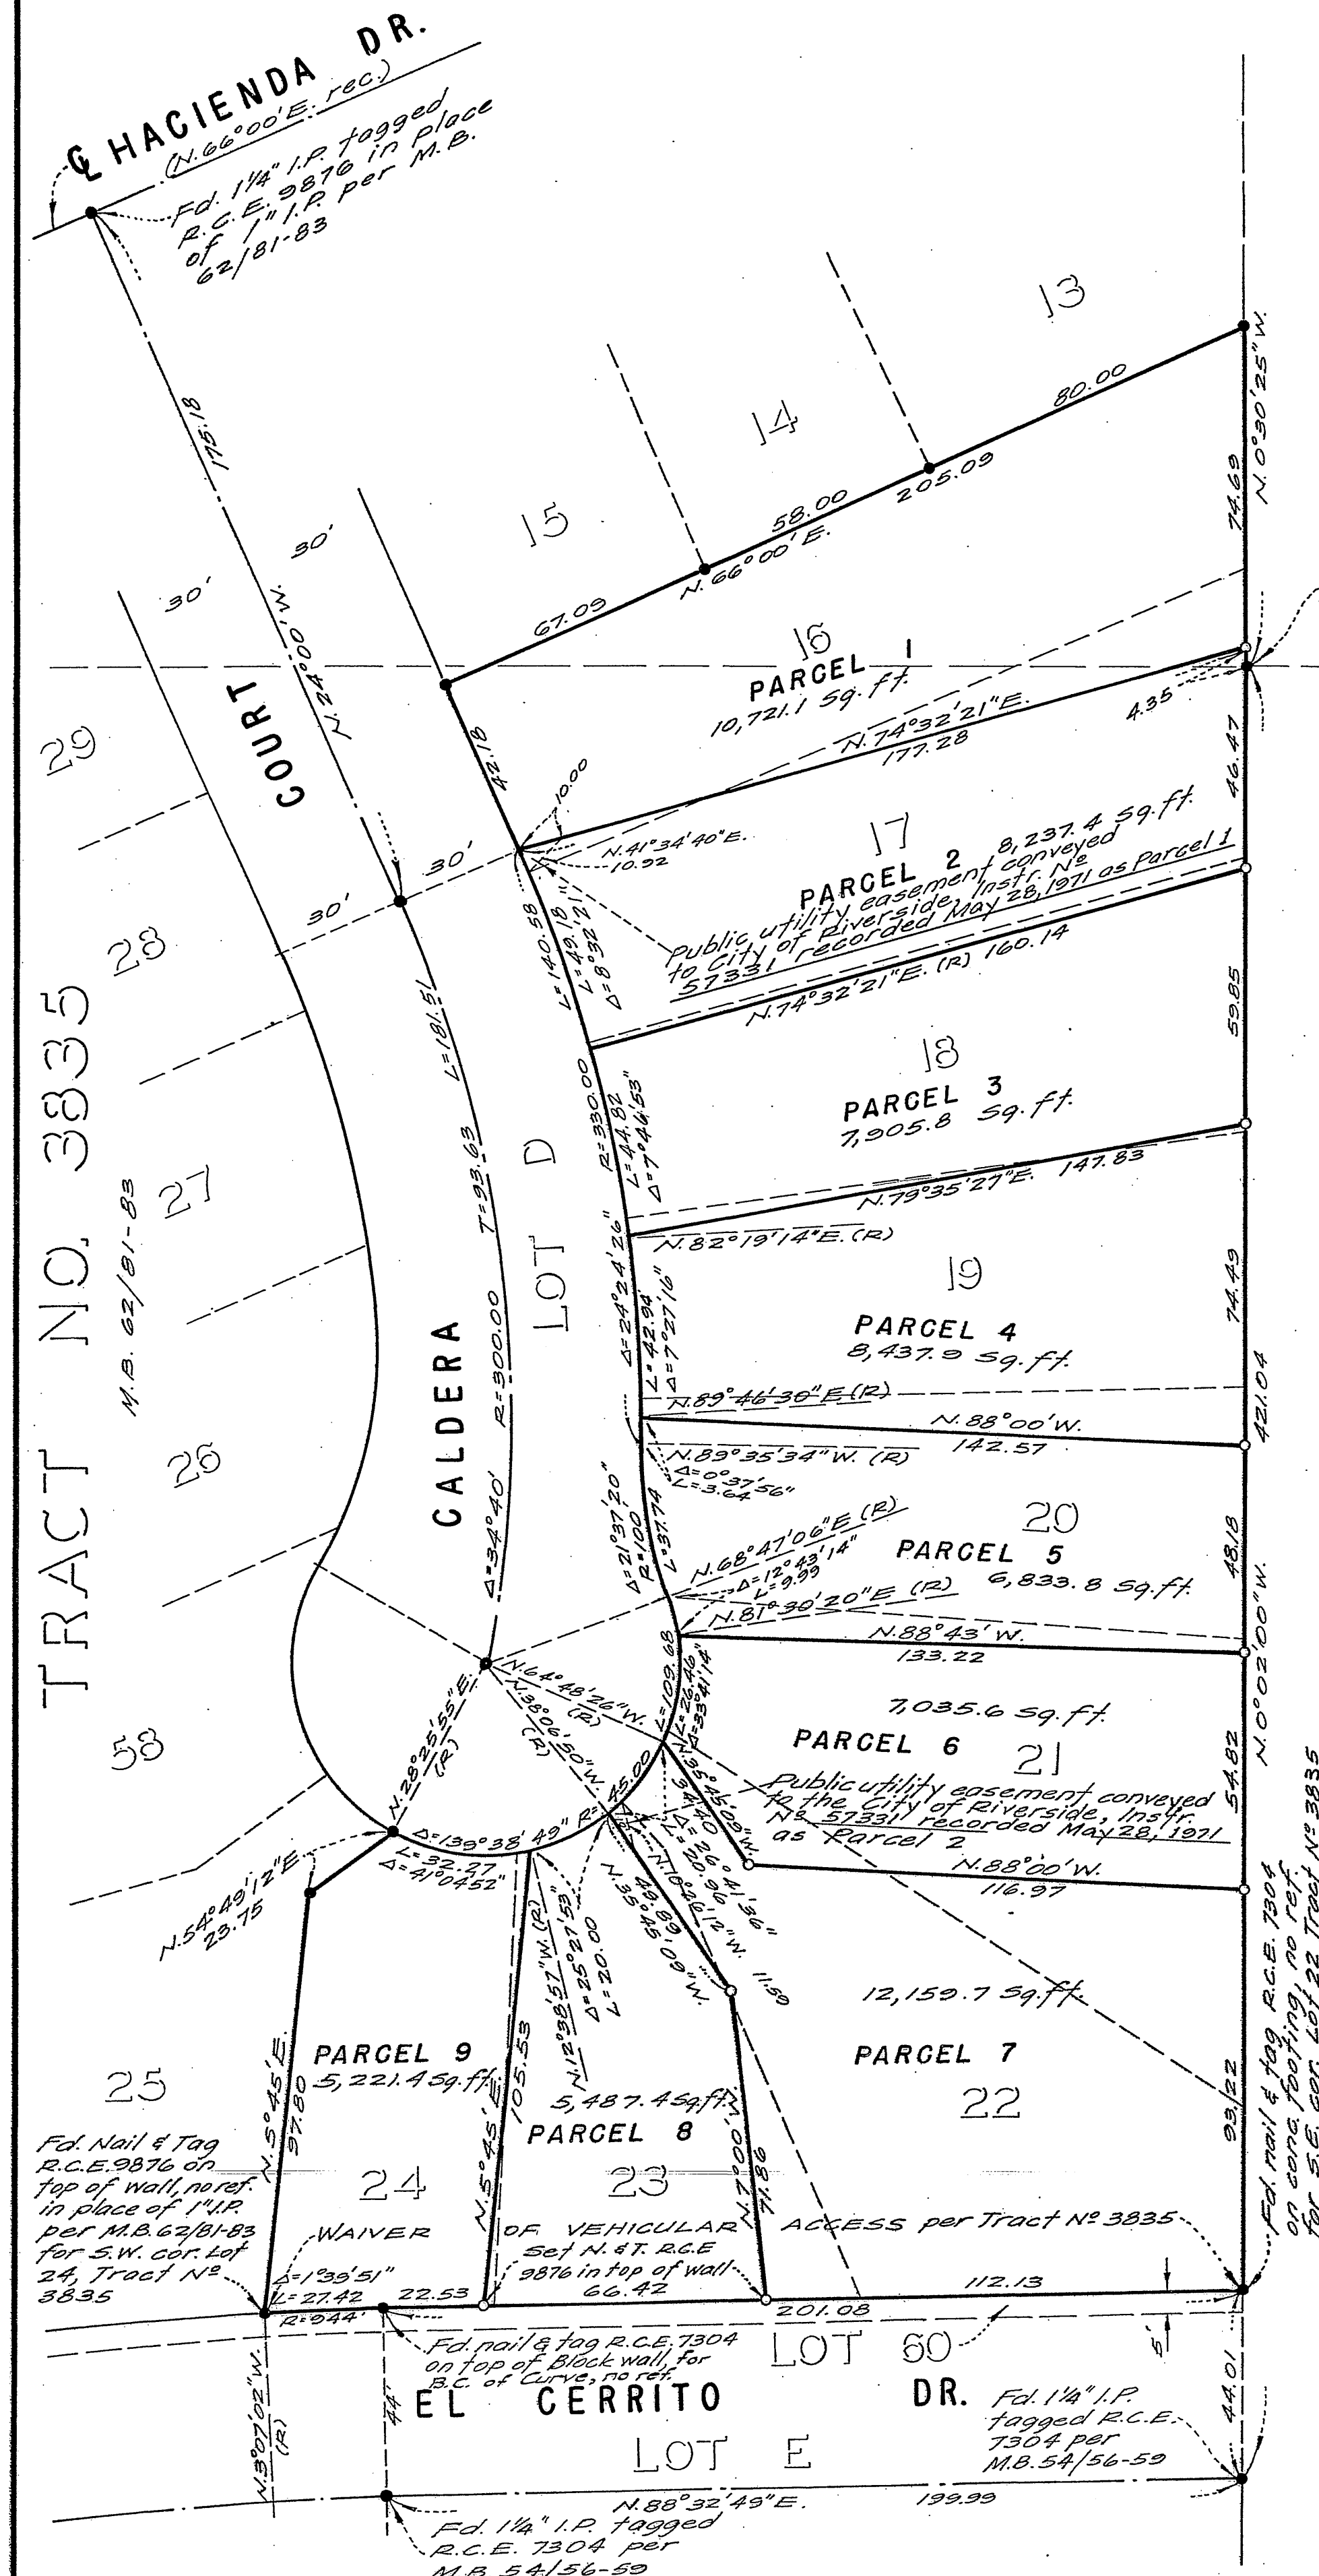 ℄ HACIENDA DR.
(N.66°00'E. rec.)
Fd. 1¼" I.P. tagged
R.C.E. 9876 in place
of 1" I.P. per M.B.
62/81-83
175.18
N.24°00'W.
30'
30'
30'
30'
COURT
13
14
15
80.00
58.00
205.09
N.66°00'E.
67.09
N.0°30'25"W.
74.69
16
PARCEL 1
10,721.1 Sq.ft.
N.74°32'21"E.
177.28
4.35
42.18
10.00
N.41°34'40"E.
10.92
46.47
17
PARCEL 2 8,237.4 Sq.ft.
Public utility easement conveyed
to City of Riverside, Instr. Nº
57331 recorded May 28, 1971 as Parcel 1
N.74°32'21"E. (R) 160.14
L=140.58
L=49.18
Δ=8°32'21"
59.85
18
PARCEL 3
7,905.8 Sq.ft.
N.79°35'27"E. 147.83
N.82°19'14"E. (R)
R=330.00
L=44.82
Δ=7°46'53"
74.49
19
PARCEL 4
8,437.9 Sq.ft.
N.89°46'30"E (R)
N.88°00'W.
142.57
N.89°35'34"W. (R)
Δ=0°37'56"
L=3.64
Δ=24°24'26"
L=42.94'
Δ=7°27'16"
421.04
N.0°02'00"W.
48.18
20
PARCEL 5
6,833.8 Sq.ft.
N.68°47'06"E (R)
Δ=12°43'14"
L=9.99
N.81°30'20"E (R)
N.88°43'W.
133.22
Δ=21°37'20"
R=100
L=37.74
54.82
7,035.6 Sq.ft.
PARCEL 6
21
Public utility easement conveyed
to the City of Riverside, Instr.
Nº 57331 recorded May 28, 1971
as Parcel 2
N.88°00'W.
116.97
L=109.68
L=26.46
Δ=33°41'14"
N.35°45'09"W.
34.40
Δ=26°41'36"
L=20.96
N.64°48'26"W.
(R)
N.38°06'50"W.
(R)
N.28°25'55"E.
(R)
Δ=139°38'49" R=45.00
L=32.27
Δ=41°04'52"
N.54°49'12"E
23.75
49.89
N.35°45'09"W.
11.59
N.12°38'57"W. (R)
Δ=25°27'53"
L=20.00
12,159.7 Sq.ft.
PARCEL 7
22
93.22
PARCEL 9
5,221.4 Sq.ft.
24
N.5°45'E.
97.80
N.5°45'E.
105.53
5,487.4 Sq.ft.
PARCEL 8
23
N.7°00'W.
71.86
WAIVER OF VEHICULAR ACCESS per Tract Nº 3835
Set N. & T. R.C.E
9876 in top of wall
Δ=1°39'51"
L=27.42
R=944'
22.53
66.42
112.13
201.08
5'
Fd. Nail & Tag
R.C.E. 9876 on
top of wall, no ref.
in place of 1" I.P.
per M.B. 62/81-83
for S.W. cor. Lot
24, Tract Nº
3835
Fd. nail & tag R.C.E. 7304
on conc. footing, no ref.
for S.E. cor. Lot 22 Tract Nº 3835
Fd. nail & tag R.C.E. 7304
on top of Block wall, for
B.C. of Curve, no ref.
LOT 60
EL CERRITO DR.
LOT E
N.3°07'02"W.
(R)
44'
44.01
Fd. 1¼" I.P.
tagged R.C.E.
7304 per
M.B. 54/56-59
N.88°32'49"E.
199.99
Fd. 1¼" I.P. tagged
R.C.E. 7304 per
M.B. 54/56-59
TRACT NO. 3835
M.B. 62/81-83
29
28
27
26
58
25
CALDERA
LOT D
L=181.51
T=93.63
R=300.00
Δ=34°40'